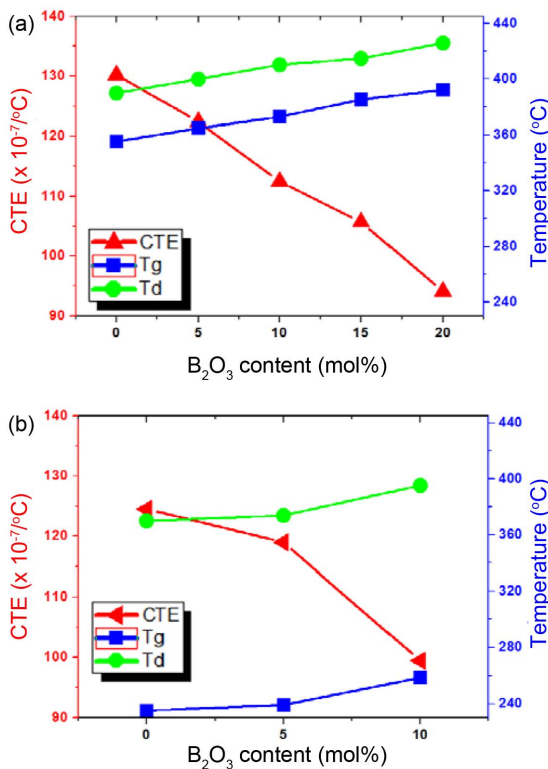 (a)
140
130
120
110
100
90
CTE (x 10⁻⁷/°C)
440
400
360
320
280
240
Temperature (°C)
CTE
Tg
Td
0 5 10 15 20
B₂O₃ content (mol%)
(b)
140
130
120
110
100
90
CTE (x 10⁻⁷/°C)
440
400
360
320
280
240
Temperature (°C)
CTE
Tg
Td
0 5 10
B₂O₃ content (mol%)